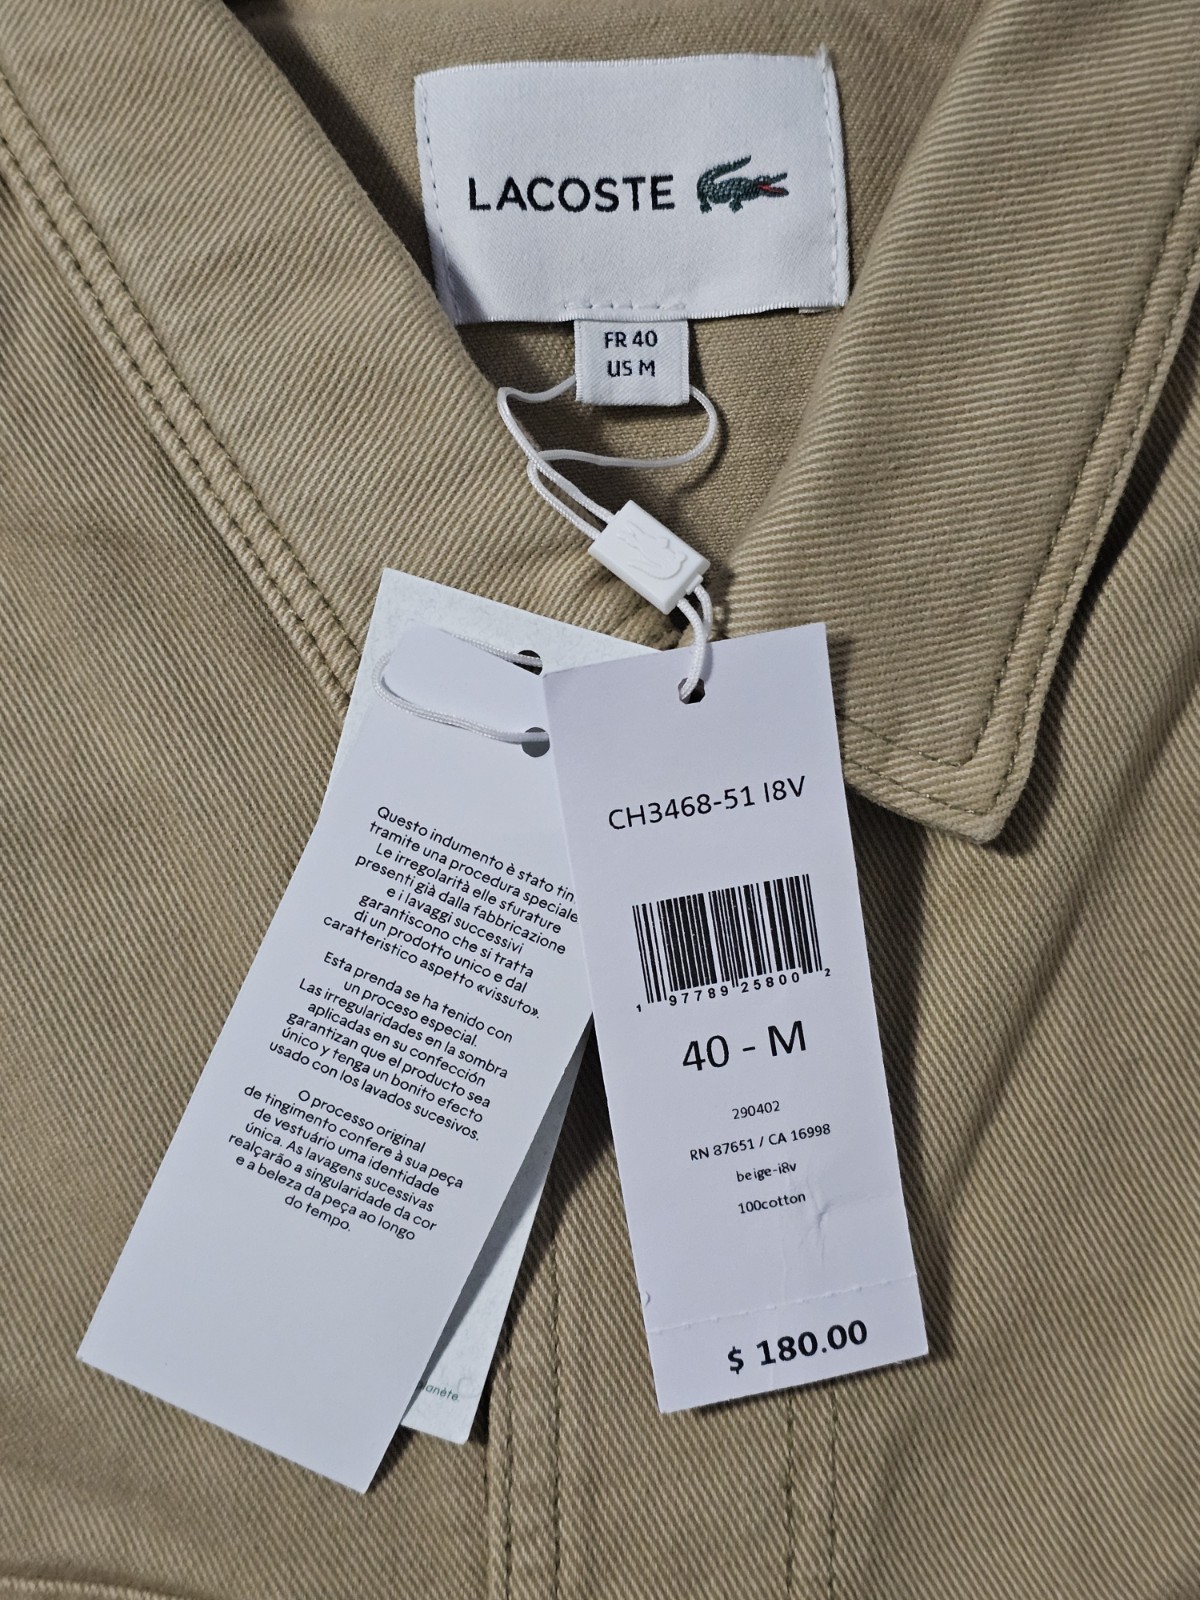 LACOSTE
FR 40
US M
CH3468-51 I8V
1 97789 25800 2
40 - M
290402
RN 87651 / CA 16998
beige-i8v
100cotton
$ 180.00
Questo indumento è stato tin
tramite una procedura speciale
Le irregolarità elle sfurature
presenti già dalla fabbricazione
e i lavaggi successivi
garantiscono che si tratta
di un prodotto unico e dal
caratteristico aspetto «vissuto».
Esta prenda se ha tenido con
un proceso especial.
Las irregularidades en la sombra
aplicadas en su confección
garantizan que el producto sea
único y tenga un bonito efecto
usado con los lavados sucesivos.
O processo original
de tingimento confere à sua peça
de vestuário uma identidade
única. As lavagens sucessivas
realçarão a singularidade da cor
e a beleza da peça ao longo
do tempo.
planète